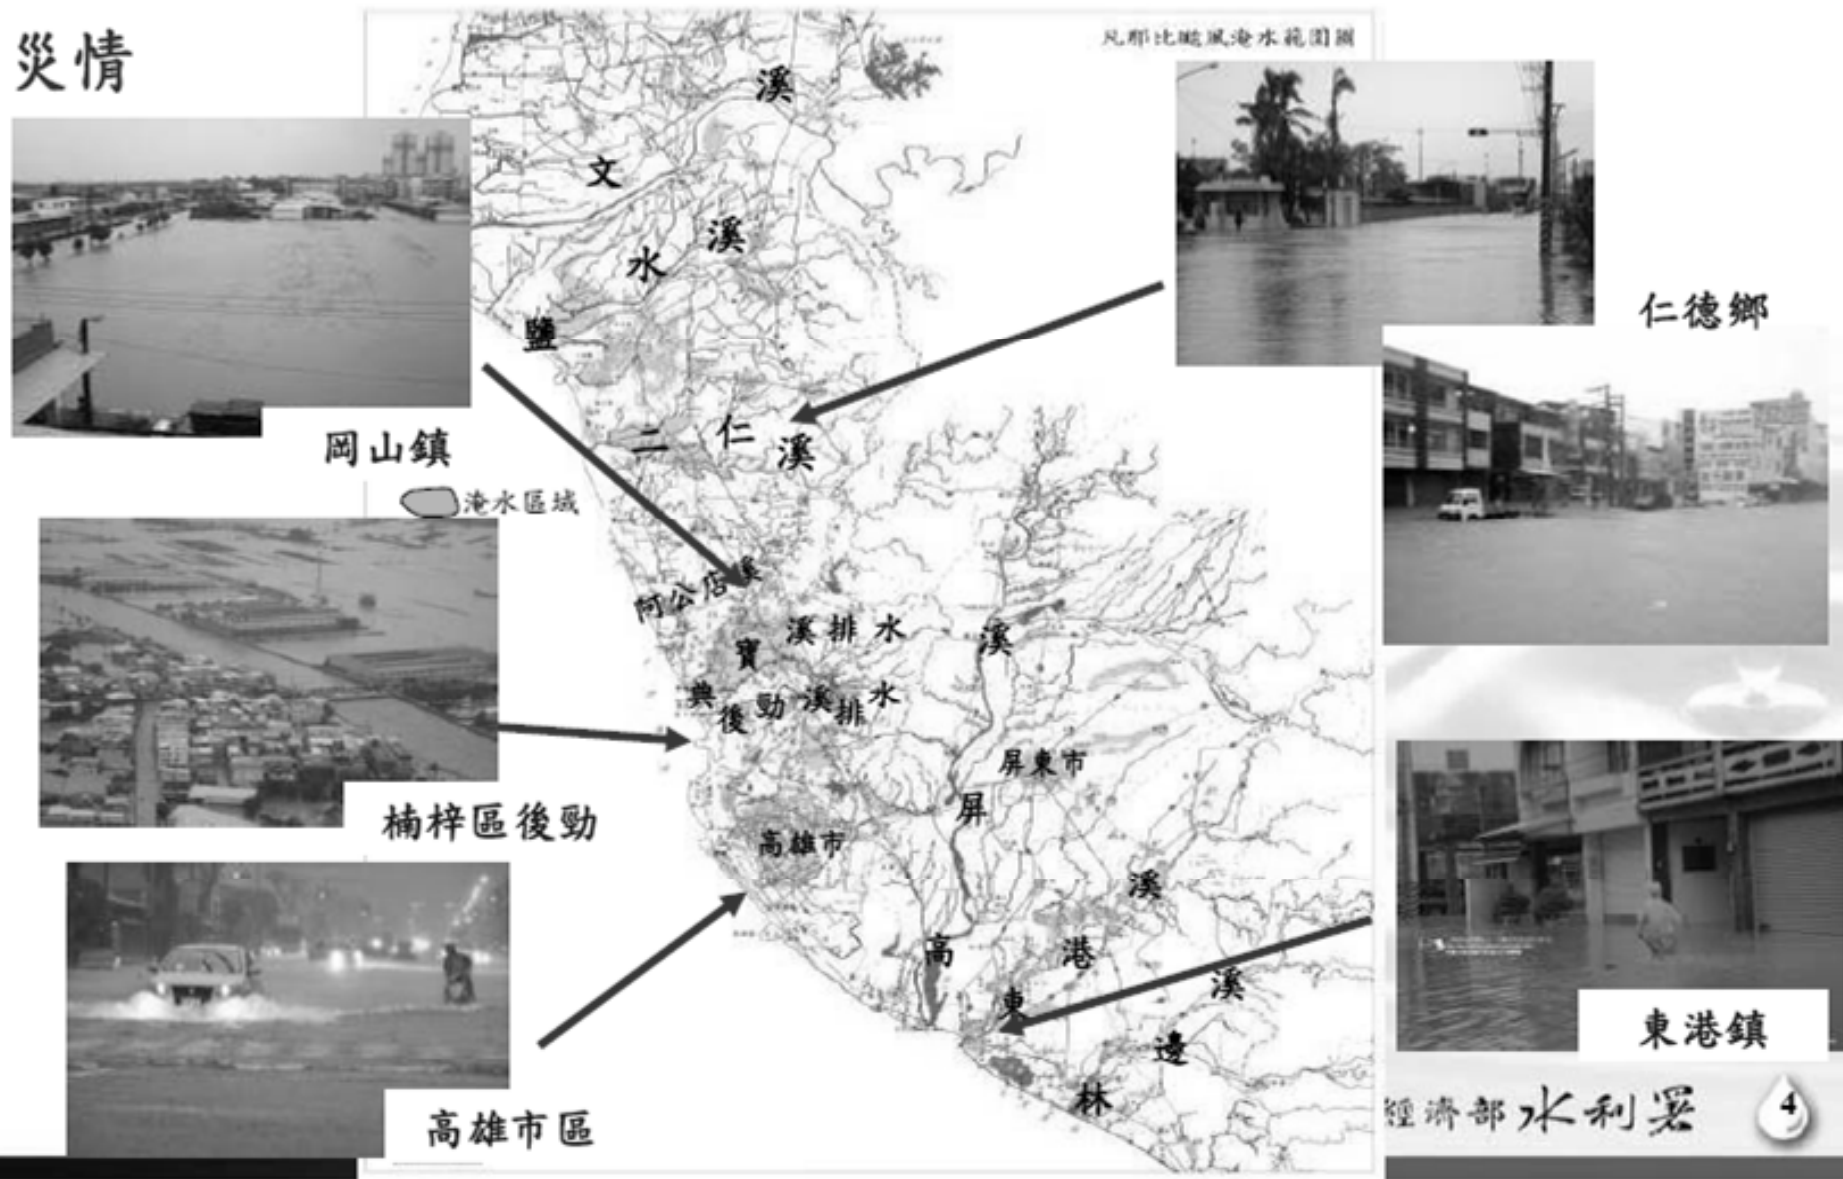 災情
凡那比颱風淹水範圍圖
溪
文
溪
水
鹽
仁德鄉
岡山鎮
二仁溪
淹水區域
阿公店溪
典寶溪排水
後勁溪排水
溪
屏東市
屏
楠梓區後勁
高雄市
溪
高
港
溪
東
東港鎮
邊
林
高雄市區
經濟部水利署
4